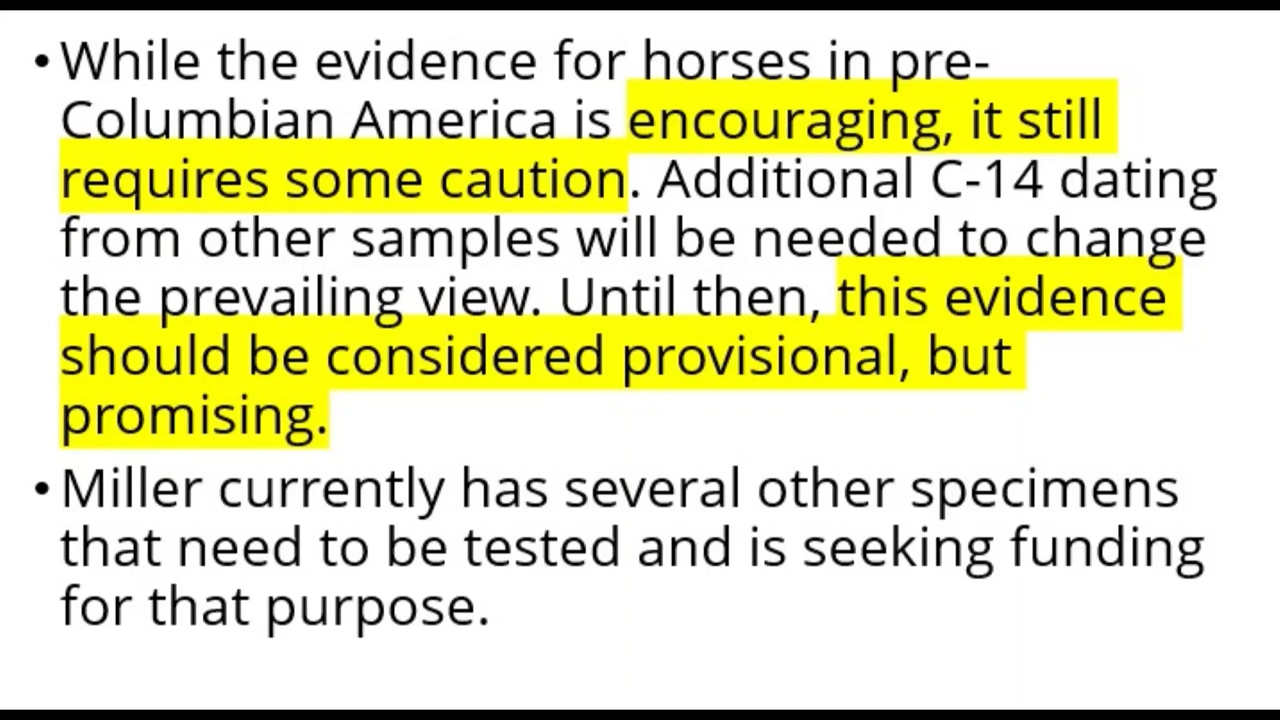 • While the evidence for horses in pre-
Columbian America is encouraging, it still
requires some caution. Additional C-14 dating
from other samples will be needed to change
the prevailing view. Until then, this evidence
should be considered provisional, but
promising.
• Miller currently has several other specimens
that need to be tested and is seeking funding
for that purpose.